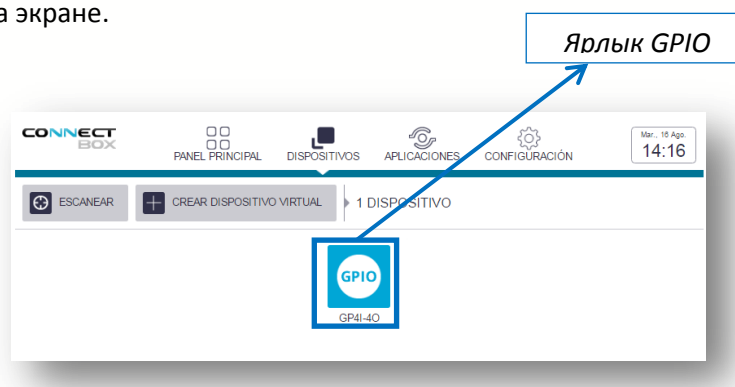 а экране.
Ярлык GPIO
CONNECT
BOX
PANEL PRINCIPAL
DISPOSITIVOS
APLICACIONES
CONFIGURACIÓN
Mar., 16 Ago.
14:16
ESCANEAR
CREAR DISPOSITIVO VIRTUAL
1 DISPOSITIVO
GPIO
GP4I-4O